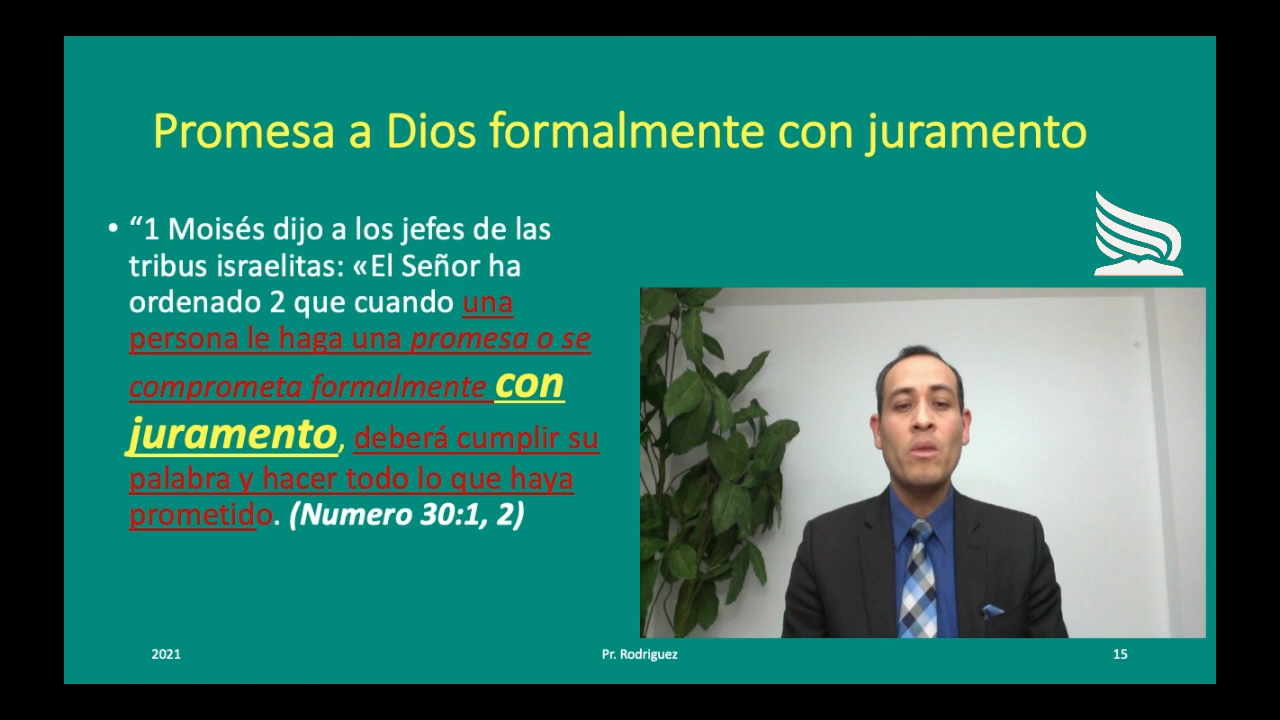 Promesa a Dios formalmente con juramento
• “1 Moisés dijo a los jefes de las
tribus israelitas: «El Señor ha
ordenado 2 que cuando una
persona le haga una promesa o se
comprometa formalmente con
juramento, deberá cumplir su
palabra y hacer todo lo que haya
prometido. (Numero 30:1, 2)
2021
Pr. Rodriguez
15